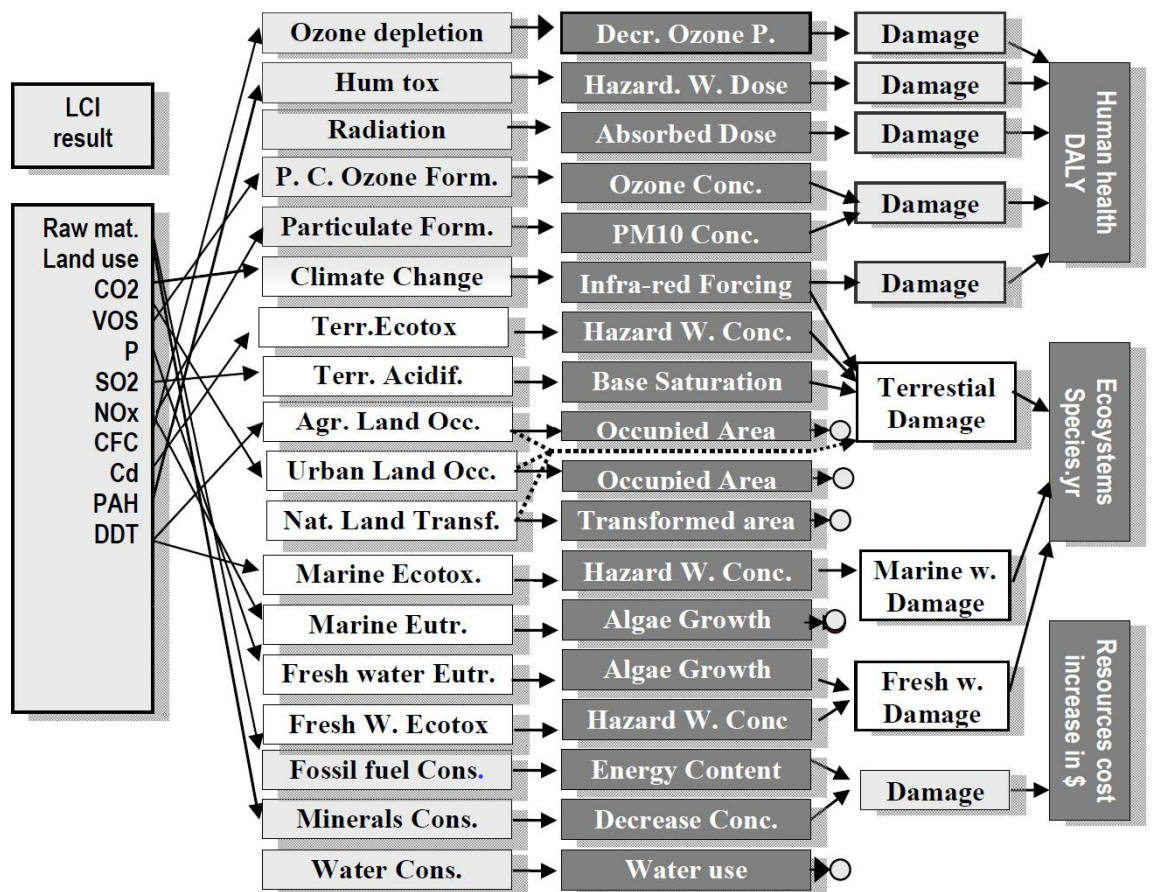 LCI
result
Raw mat.
Land use
CO2
VOS
P
SO2
NOx
CFC
Cd
PAH
DDT
Ozone depletion
Hum tox
Radiation
P. C. Ozone Form.
Particulate Form.
Climate Change
Terr.Ecotox
Terr. Acidif.
Agr. Land Occ.
Urban Land Occ.
Nat. Land Transf.
Marine Ecotox.
Marine Eutr.
Fresh water Eutr.
Fresh W. Ecotox
Fossil fuel Cons.
Minerals Cons.
Water Cons.
Decr. Ozone P.
Hazard. W. Dose
Absorbed Dose
Ozone Conc.
PM10 Conc.
Infra-red Forcing
Hazard W. Conc.
Base Saturation
Occupied Area
Occupied Area
Transformed area
Hazard W. Conc.
Algae Growth
Algae Growth
Hazard W. Conc
Energy Content
Decrease Conc.
Water use
Damage
Damage
Damage
Damage
Damage
Terrestial
Damage
Marine w.
Damage
Fresh w.
Damage
Damage
Human health
DALY
Ecosystems
Species.yr
Resources cost
increase in $